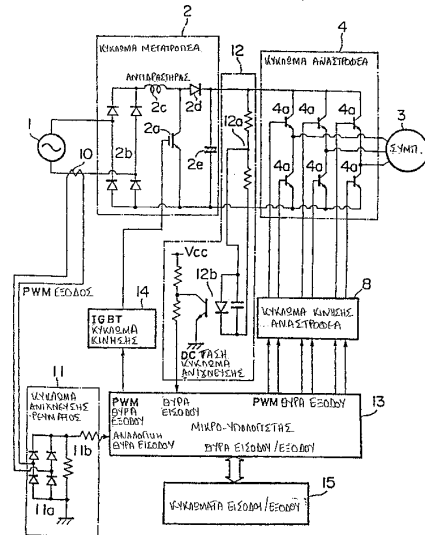 2
ΚΥΚΛΩΜΑ ΜΕΤΑΤΡΟΠΕΑ
ΑΝΤΙΔΡΑΣΤΗΡΑΣ
2c
2d
2a
2b
2e
1
10
12
12a
4
ΚΥΚΛΩΜΑ ΑΝΑΣΤΡΟΦΕΑ
4a
4a
4a
4a
4a
4a
3
ΣΥΜΠ.
PWM ΕΞΟΔΟΣ
14
IGBT
ΚΥΚΛΩΜΑ
ΚΙΝΗΣΗΣ
Vcc
12b
DC ΤΑΣΗ
ΚΥΚΛΩΜΑ
ΑΝΙΧΝΕΥΣΗΣ
8
ΚΥΚΛΩΜΑ ΚΙΝΗΣΗΣ
ΑΝΑΣΤΡΟΦΕΑ
11
ΚΥΚΛΩΜΑ
ΑΝΙΧΝΕΥΣΗΣ
ΡΕΥΜΑΤΟΣ
11b
11a
PWM
ΘΥΡΑ
ΕΞΟΔΟΥ
ΘΥΡΑ
ΕΙΣΟΔΟΥ
PWM ΘΥΡΑ ΕΞΟΔΟΥ
13
ΜΙΚΡΟ-ΥΠΟΛΟΓΙΣΤΗΣ
ΑΝΑΛΟΓΙΚΗ
ΘΥΡΑ ΕΙΣΟΔΟΥ
ΘΥΡΑ ΕΙΣΟΔΟΥ/ΕΞΟΔΟΥ
15
ΚΥΚΛΩΜΑΤΑ ΕΙΣΟΔΟΥ/ΕΞΟΔΟΥ